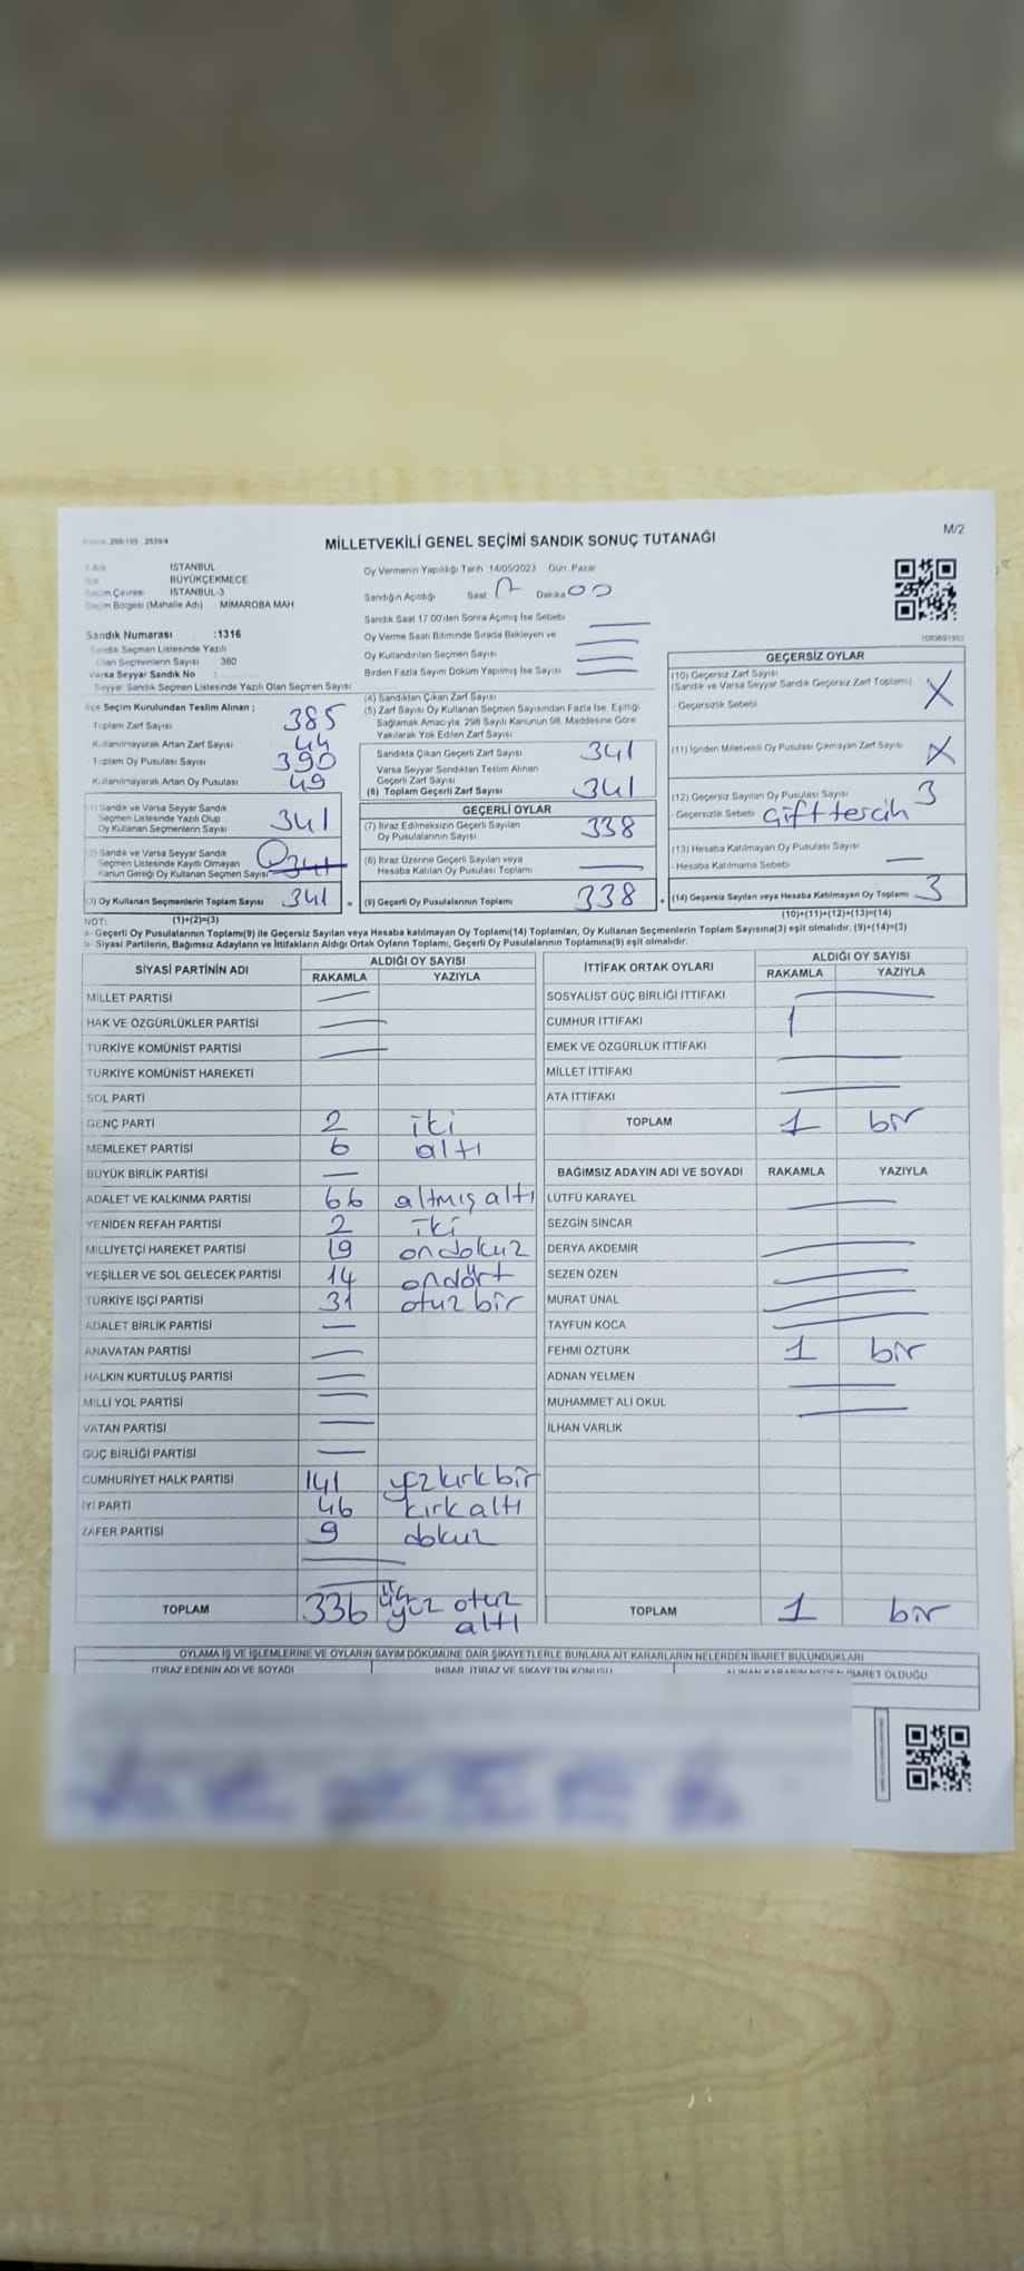 M/2
MİLLETVEKİLİ GENEL SEÇİMİ SANDIK SONUÇ TUTANAĞI
İSTANBUL
BÜYÜKÇEKMECE
İSTANBUL-3
Seçim Bölgesi (Mahalle Adı) MİMAROBA MAH
Sandık Numarası :1316
Sandık Seçmen Listesinde Yazılı
Olan Seçmenlerin Sayısı 380
Varsa Seyyar Sandık No
Seyyar Sandık Seçmen Listesinde Yazılı Olan Seçmen Sayısı
İlçe Seçim Kurulundan Teslim Alınan ;
Toplam Zarf Sayısı 385
Kullanılmayarak Artan Zarf Sayısı 44
Toplam Oy Pusulası Sayısı 390
Kullanılmayarak Artan Oy Pusulası 49
(1) Sandık ve Varsa Seyyar Sandık
Seçmen Listesinde Yazılı Olup
Oy Kullanan Seçmenlerin Sayısı 341
(2) Sandık ve Varsa Seyyar Sandık
Seçmen Listesinde Kayıtlı Olmayan
Kanun Gereği Oy Kullanan Seçmen Sayısı 0 341
(3) Oy Kullanan Seçmenlerin Toplam Sayısı 341 =
Oy Vermenin Yapıldığı Tarih :14/05/2023 Gün: Pazar
Sandığın Açıldığı Saat 17 Dakika 00
Sandık Saat 17:00'den Sonra Açılmış İse Sebebi
Oy Verme Saati Bitiminde Sırada Bekleyen ve
Oy Kullandırılan Seçmen Sayısı
Birden Fazla Sayım Döküm Yapılmış İse Sayısı
(4) Sandıktan Çıkan Zarf Sayısı
(5) Zarf Sayısı Oy Kullanan Seçmen Sayısından Fazla İse, Eşitliği
Sağlamak Amacıyla, 298 Sayılı Kanunun 98. Maddesine Göre
Yakılarak Yok Edilen Zarf Sayısı
Sandıkta Çıkan Geçerli Zarf Sayısı 341
Varsa Seyyar Sandıktan Teslim Alınan
Geçerli Zarf Sayısı
(6) Toplam Geçerli Zarf Sayısı 341
GEÇERLİ OYLAR
(7) İtiraz Edilmeksizin Geçerli Sayılan
Oy Pusulalarının Sayısı 338
(8) İtiraz Üzerine Geçerli Sayılan veya
Hesaba Katılan Oy Pusulası Toplamı
(9) Geçerli Oy Pusulalarının Toplamı 338 +
GEÇERSİZ OYLAR
(10) Geçersiz Zarf Sayısı
(Sandık ve Varsa Seyyar Sandık Geçersiz Zarf Toplamı) X
- Geçersizlik Sebebi
(11) İçinden Milletvekili Oy Pusulası Çıkmayan Zarf Sayısı X
(12) Geçersiz Sayılan Oy Pusulası Sayısı 3
- Geçersizlik Sebebi Çift tercih
(13) Hesaba Katılmayan Oy Pusulası Sayısı
- Hesaba Katılmama Sebebi
(14) Geçersiz Sayılan veya Hesaba Katılmayan Oy Toplamı 3
NOT: (1)+(2)=(3) (10)+(11)+(12)+(13)=(14)
a- Geçerli Oy Pusulalarının Toplamı(9) ile Geçersiz Sayılan veya Hesaba katılmayan Oy Toplamı(14) Toplamları, Oy Kullanan Seçmenlerin Toplam Sayısına(3) eşit olmalıdır. (9)+(14)=(3)
b- Siyasi Partilerin, Bağımsız Adayların ve İttifakların Aldığı Ortak Oyların Toplamı, Geçerli Oy Pusulalarının Toplamına(9) eşit olmalıdır.
SİYASİ PARTİNİN ADI ALDIĞI OY SAYISI
RAKAMLA YAZIYLA
MİLLET PARTİSİ
HAK VE ÖZGÜRLÜKLER PARTİSİ
TÜRKİYE KOMÜNİST PARTİSİ
TÜRKİYE KOMÜNİST HAREKETİ
SOL PARTİ
GENÇ PARTİ 2 iki
MEMLEKET PARTİSİ 6 altı
BÜYÜK BİRLİK PARTİSİ
ADALET VE KALKINMA PARTİSİ 66 altmış altı
YENİDEN REFAH PARTİSİ 2 iki
MİLLİYETÇİ HAREKET PARTİSİ 19 ondokuz
YEŞİLLER VE SOL GELECEK PARTİSİ 14 ondört
TÜRKİYE İŞÇİ PARTİSİ 31 otuz bir
ADALET BİRLİK PARTİSİ
ANAVATAN PARTİSİ
HALKIN KURTULUŞ PARTİSİ
MİLLİ YOL PARTİSİ
VATAN PARTİSİ
GÜÇ BİRLİĞİ PARTİSİ
CUMHURİYET HALK PARTİSİ 141 yüzkırkbir
İYİ PARTİ 46 kırkaltı
ZAFER PARTİSİ 9 dokuz
TOPLAM 336 üç yüz otuz altı
İTTİFAK ORTAK OYLARI ALDIĞI OY SAYISI
RAKAMLA YAZIYLA
SOSYALİST GÜÇ BİRLİĞİ İTTİFAKI
CUMHUR İTTİFAKI 1
EMEK VE ÖZGÜRLÜK İTTİFAKI
MİLLET İTTİFAKI
ATA İTTİFAKI
TOPLAM 1 bir
BAĞIMSIZ ADAYIN ADI VE SOYADI RAKAMLA YAZIYLA
LÜTFÜ KARAYEL
SEZGİN SİNCAR
DERYA AKDEMİR
SEZEN ÖZEN
MURAT ÜNAL
TAYFUN KOCA
FEHMİ ÖZTÜRK 1 bir
ADNAN YELMEN
MUHAMMET ALİ OKUL
İLHAN VARLIK
TOPLAM 1 bir
OYLAMA İŞ VE İŞLEMLERİNE VE OYLARIN SAYIM DÖKÜMÜNE DAİR ŞİKAYETLERLE BUNLARA AİT KARARLARIN NELERDEN İBARET BULUNDUKLARI
İTİRAZ EDENİN ADI VE SOYADI İHBAR, İTİRAZ VE ŞİKAYETİN KONUSU ALINAN KARARIN NEDEN İBARET OLDUĞU